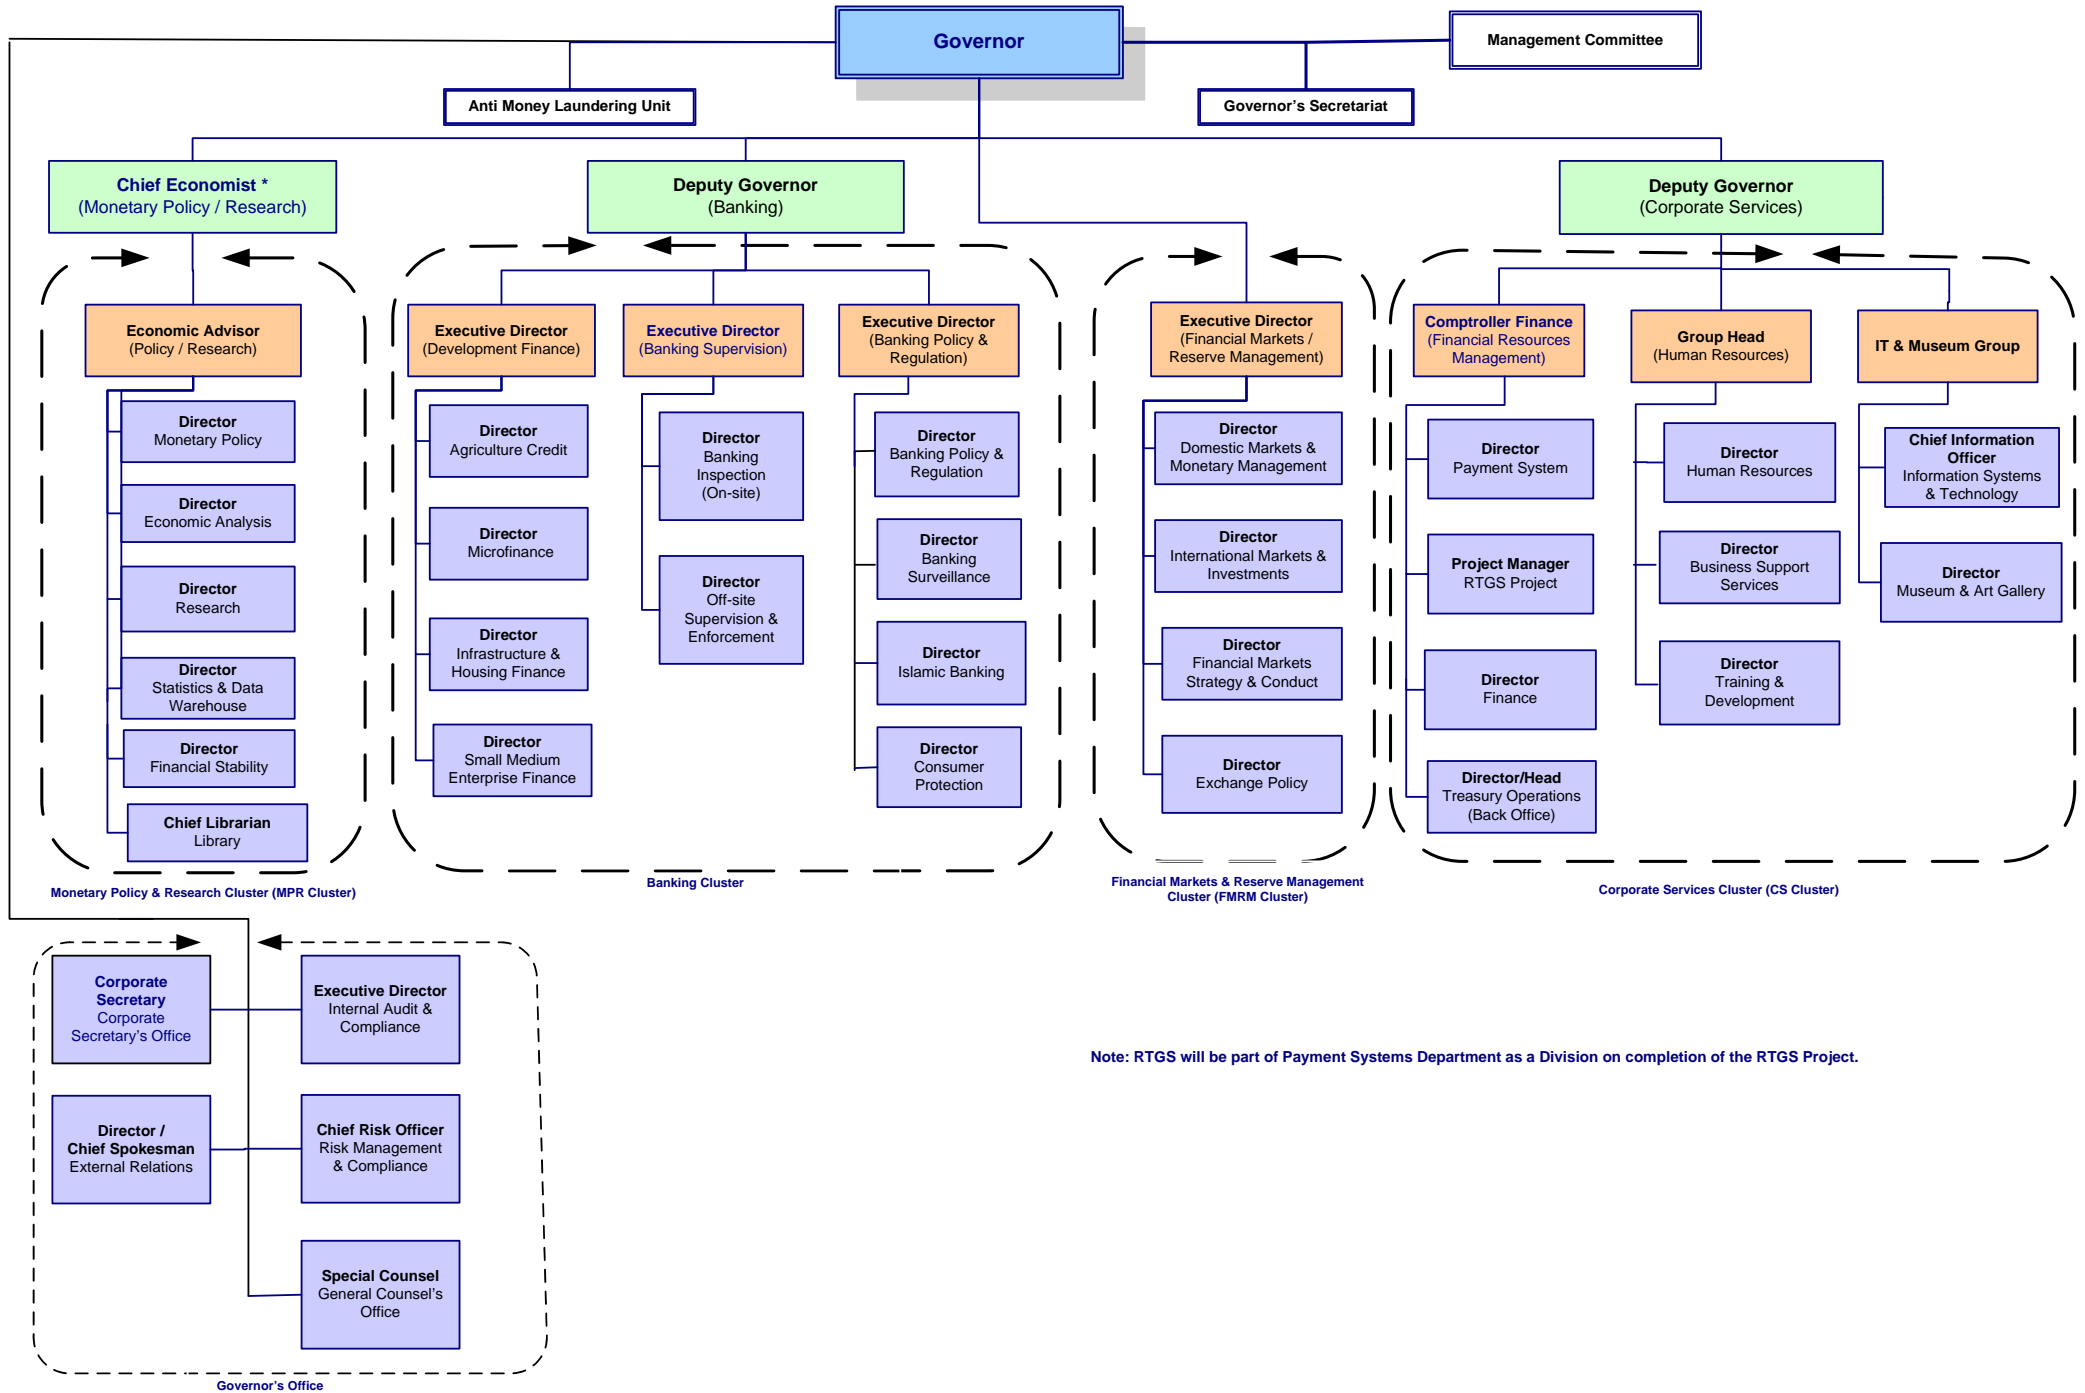 Governor
Management Committee
Anti Money Laundering Unit
Governor's Secretariat
Chief Economist *
(Monetary Policy / Research)
Deputy Governor
(Banking)
Deputy Governor
(Corporate Services)
Economic Advisor
(Policy / Research)
Director
Monetary Policy
Director
Economic Analysis
Director
Research
Director
Statistics & Data
Warehouse
Director
Financial Stability
Chief Librarian
Library
Monetary Policy & Research Cluster (MPR Cluster)
Executive Director
(Development Finance)
Director
Agriculture Credit
Director
Microfinance
Director
Infrastructure &
Housing Finance
Director
Small Medium
Enterprise Finance
Executive Director
(Banking Supervision)
Director
Banking
Inspection
(On-site)
Director
Off-site
Supervision &
Enforcement
Executive Director
(Banking Policy &
Regulation)
Director
Banking Policy &
Regulation
Director
Banking
Surveillance
Director
Islamic Banking
Director
Consumer
Protection
Banking Cluster
Executive Director
(Financial Markets /
Reserve Management)
Director
Domestic Markets &
Monetary Management
Director
International Markets &
Investments
Director
Financial Markets
Strategy & Conduct
Director
Exchange Policy
Financial Markets & Reserve Management
Cluster (FMRM Cluster)
Comptroller Finance
(Financial Resources
Management)
Director
Payment System
Project Manager
RTGS Project
Director
Finance
Director/Head
Treasury Operations
(Back Office)
Group Head
(Human Resources)
Director
Human Resources
Director
Business Support
Services
Director
Training &
Development
IT & Museum Group
Chief Information
Officer
Information Systems
& Technology
Director
Museum & Art Gallery
Corporate Services Cluster (CS Cluster)
Corporate
Secretary
Corporate
Secretary's Office
Executive Director
Internal Audit &
Compliance
Director /
Chief Spokesman
External Relations
Chief Risk Officer
Risk Management
& Compliance
Special Counsel
General Counsel's
Office
Governor's Office
Note: RTGS will be part of Payment Systems Department as a Division on completion of the RTGS Project.